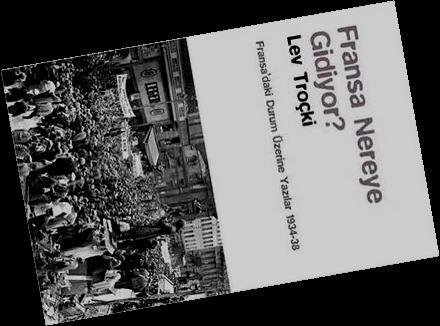 Fransa Nereye
Gidiyor?
Lev Troçki
Fransa'daki Durum Üzerine Yazılar 1934-38